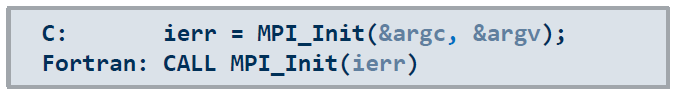 C:       ierr = MPI_Init(&argc, &argv);
Fortran: CALL MPI_Init(ierr)